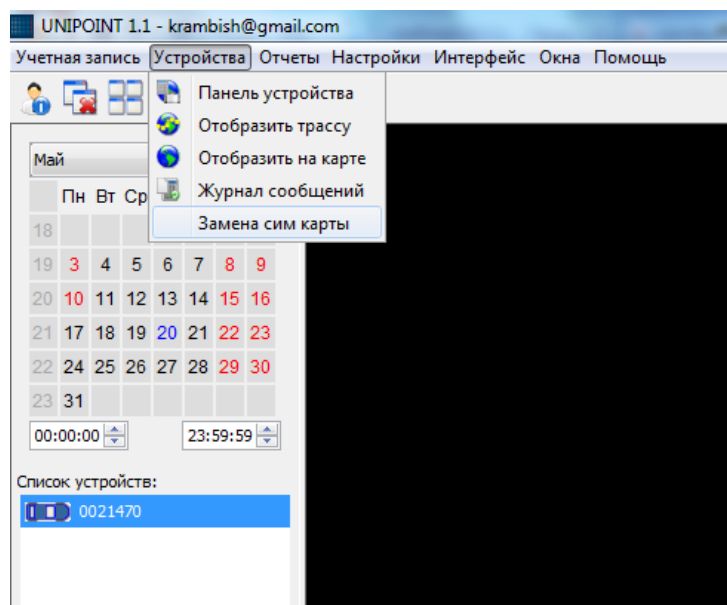 UNIPOINT 1.1 - krambish@gmail.com
Учетная запись Устройства Отчеты Настройки Интерфейс Окна Помощь
Панель устройства
Отобразить трассу
Отобразить на карте
Журнал сообщений
Замена сим карты
Май
Пн Вт Ср
18
19 3 4 5 6 7 8 9
20 10 11 12 13 14 15 16
21 17 18 19 20 21 22 23
22 24 25 26 27 28 29 30
23 31
00:00:00 23:59:59
Список устройств:
0021470